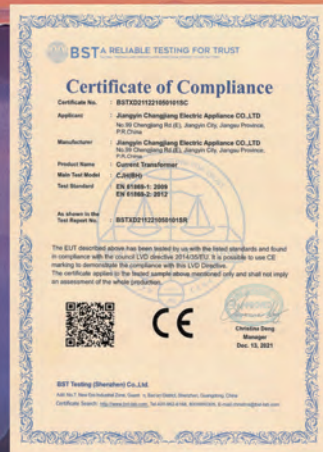 BST A RELIABLE TESTING FOR TRUST
Certificate of Compliance
Certificate No. : BSTXD211221050101SC
Applicant : Jiangyin Changjiang Electric Appliance CO.,LTD
No.99 Chengjiang Rd.(E), Jiangyin City, Jiangsu Province,
P.R.China
Manufacturer : Jiangyin Changjiang Electric Appliance CO.,LTD
No.99 Chengjiang Rd.(E), Jiangyin City, Jiangsu Province,
P.R.China
Product Name : Current Transformer
Main Test Model : CJH(BH)
Test Standard : EN 61869-1: 2009
EN 61869-2: 2012
As shown in the
Test Report No. : BSTXD211221050101SR
The EUT described above has been tested by us with the listed standards and found
in compliance with the council LVD directive 2014/35/EU. It is possible to use CE
marking to demonstrate the compliance with this LVD Directive.
The certificate applies to the tested sample above mentioned only and shall not imply
an assessment of the whole production.
CE
Christina Deng
Manager
Dec. 13, 2021
BST Testing (Shenzhen) Co.,Ltd.
Certificate Search: